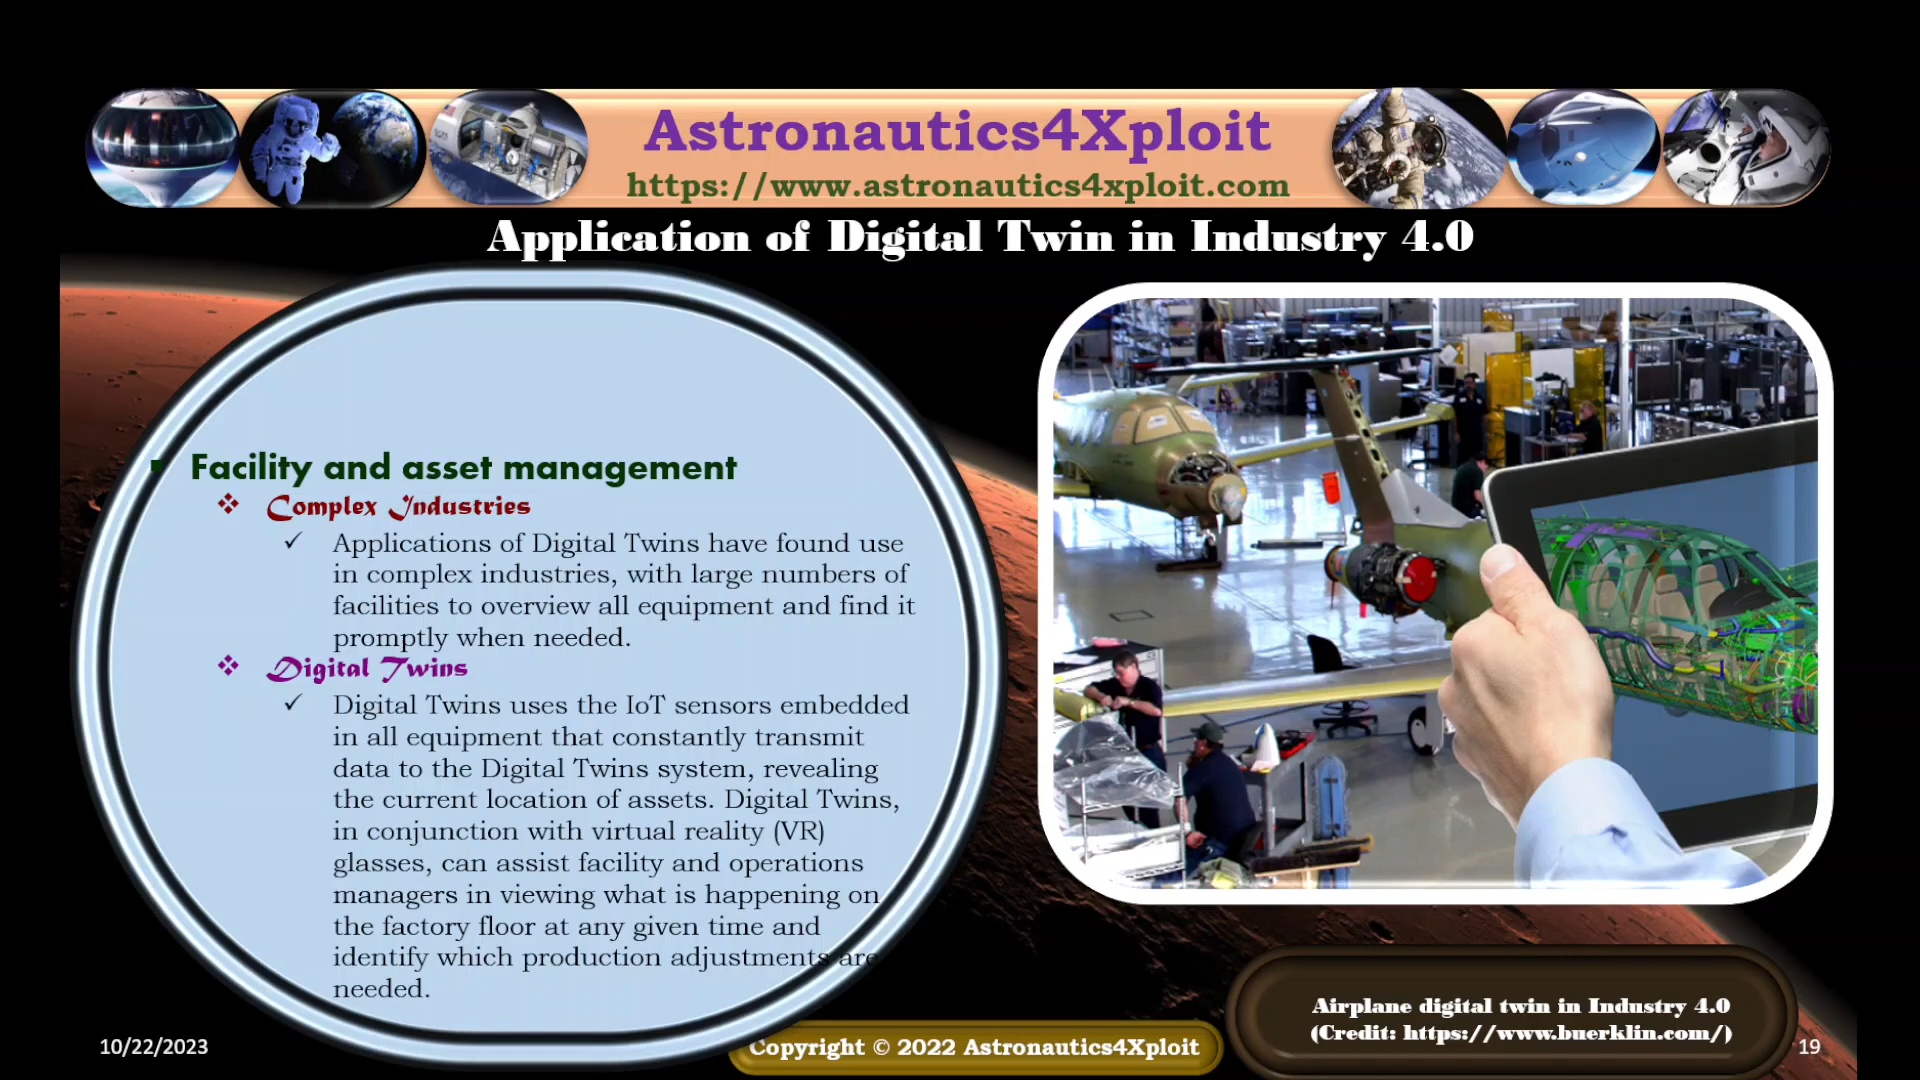 Astronautics4Xploit
https://www.astronautics4xploit.com
Application of Digital Twin in Industry 4.0
Facility and asset management
Complex Industries
Applications of Digital Twins have found use
in complex industries, with large numbers of
facilities to overview all equipment and find it
promptly when needed.
Digital Twins
Digital Twins uses the IoT sensors embedded
in all equipment that constantly transmit
data to the Digital Twins system, revealing
the current location of assets. Digital Twins,
in conjunction with virtual reality (VR)
glasses, can assist facility and operations
managers in viewing what is happening on
the factory floor at any given time and
identify which production adjustments are
needed.
Airplane digital twin in Industry 4.0
(Credit: https://www.buerklin.com/)
10/22/2023
Copyright © 2022 Astronautics4Xploit
19